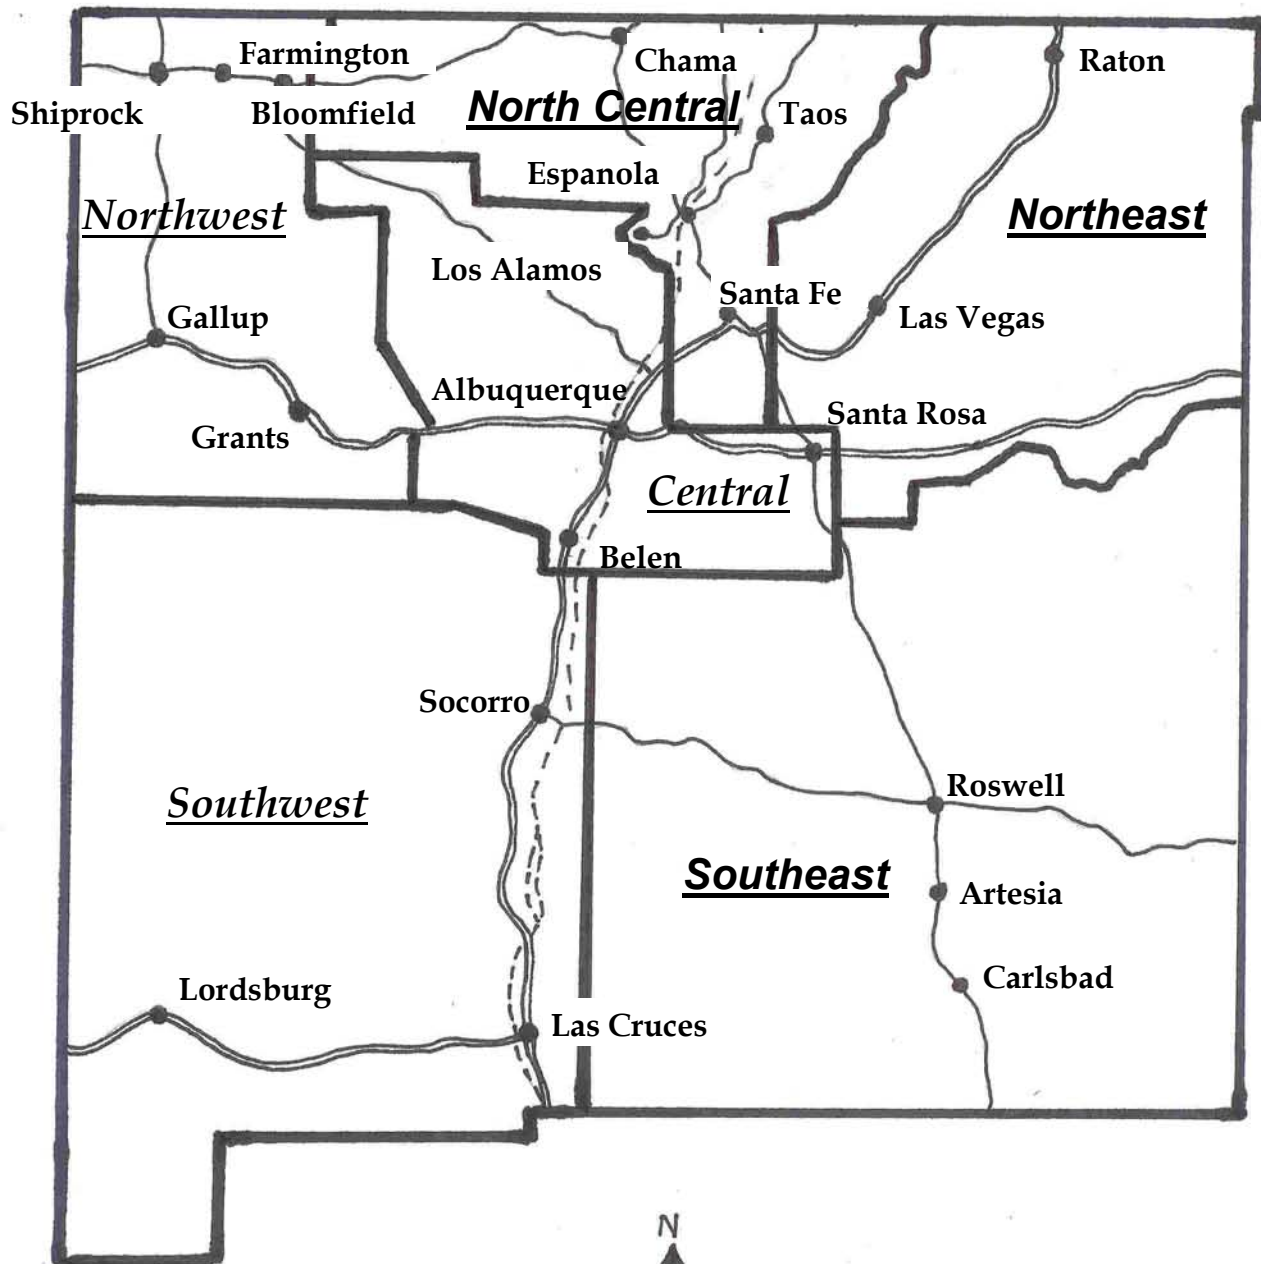 Farmington
Chama
Raton
Shiprock
Bloomfield
North Central
Taos
Espanola
Northwest
Northeast
Los Alamos
Santa Fe
Gallup
Las Vegas
Albuquerque
Santa Rosa
Grants
Central
Belen
Socorro
Roswell
Southwest
Southeast
Artesia
Carlsbad
Lordsburg
Las Cruces
N